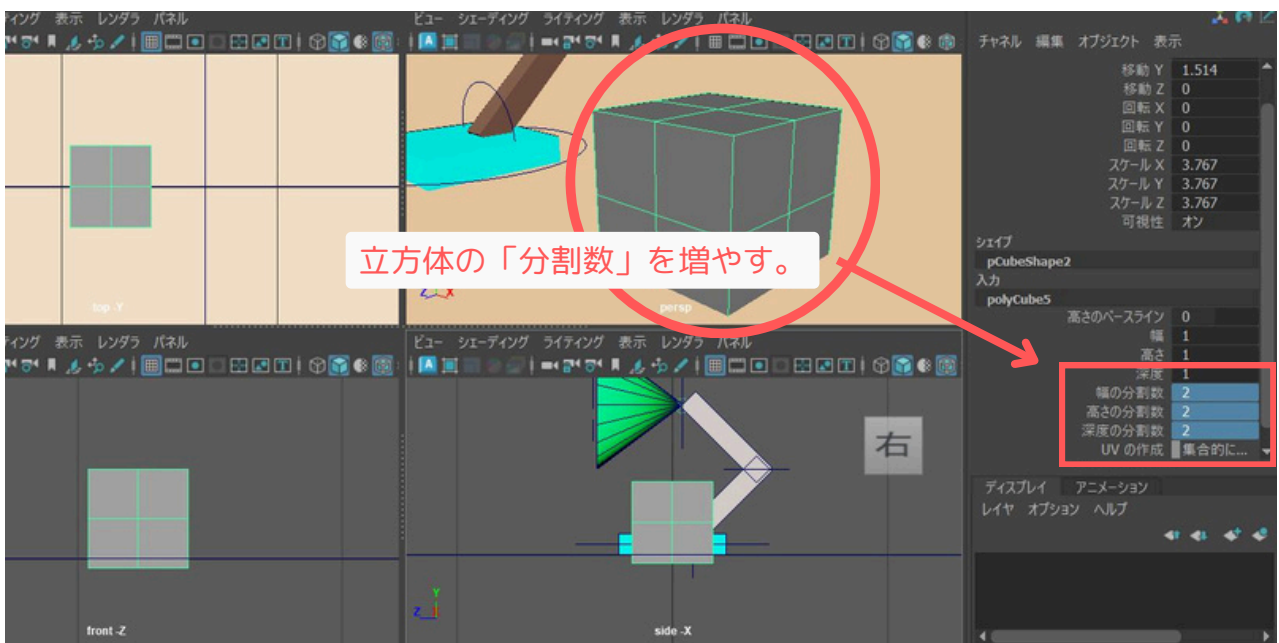 ィング 表示 レンダラ パネル
ビュー シェーディング ライティング 表示 レンダラ パネル
チャネル 編集 オブジェクト 表示
移動 Y 1.514
移動 Z 0
回転 X 0
回転 Y 0
回転 Z 0
スケール X 3.767
スケール Y 3.767
スケール Z 3.767
可視性 オン
シェイプ
pCubeShape2
入力
polyCube5
高さのベースライン 0
幅 1
高さ 1
深度 1
幅の分割数 2
高さの分割数 2
深度の分割数 2
UV の作成 集合的に...
立方体の「分割数」を増やす。
top -Y
Z X
persp
ィング 表示 レンダラ パネル
ビュー シェーディング ライティング 表示 レンダラ パネル
右
Y
Z
front -Z
side -X
ディスプレイ アニメーション
レイヤ オプション ヘルプ